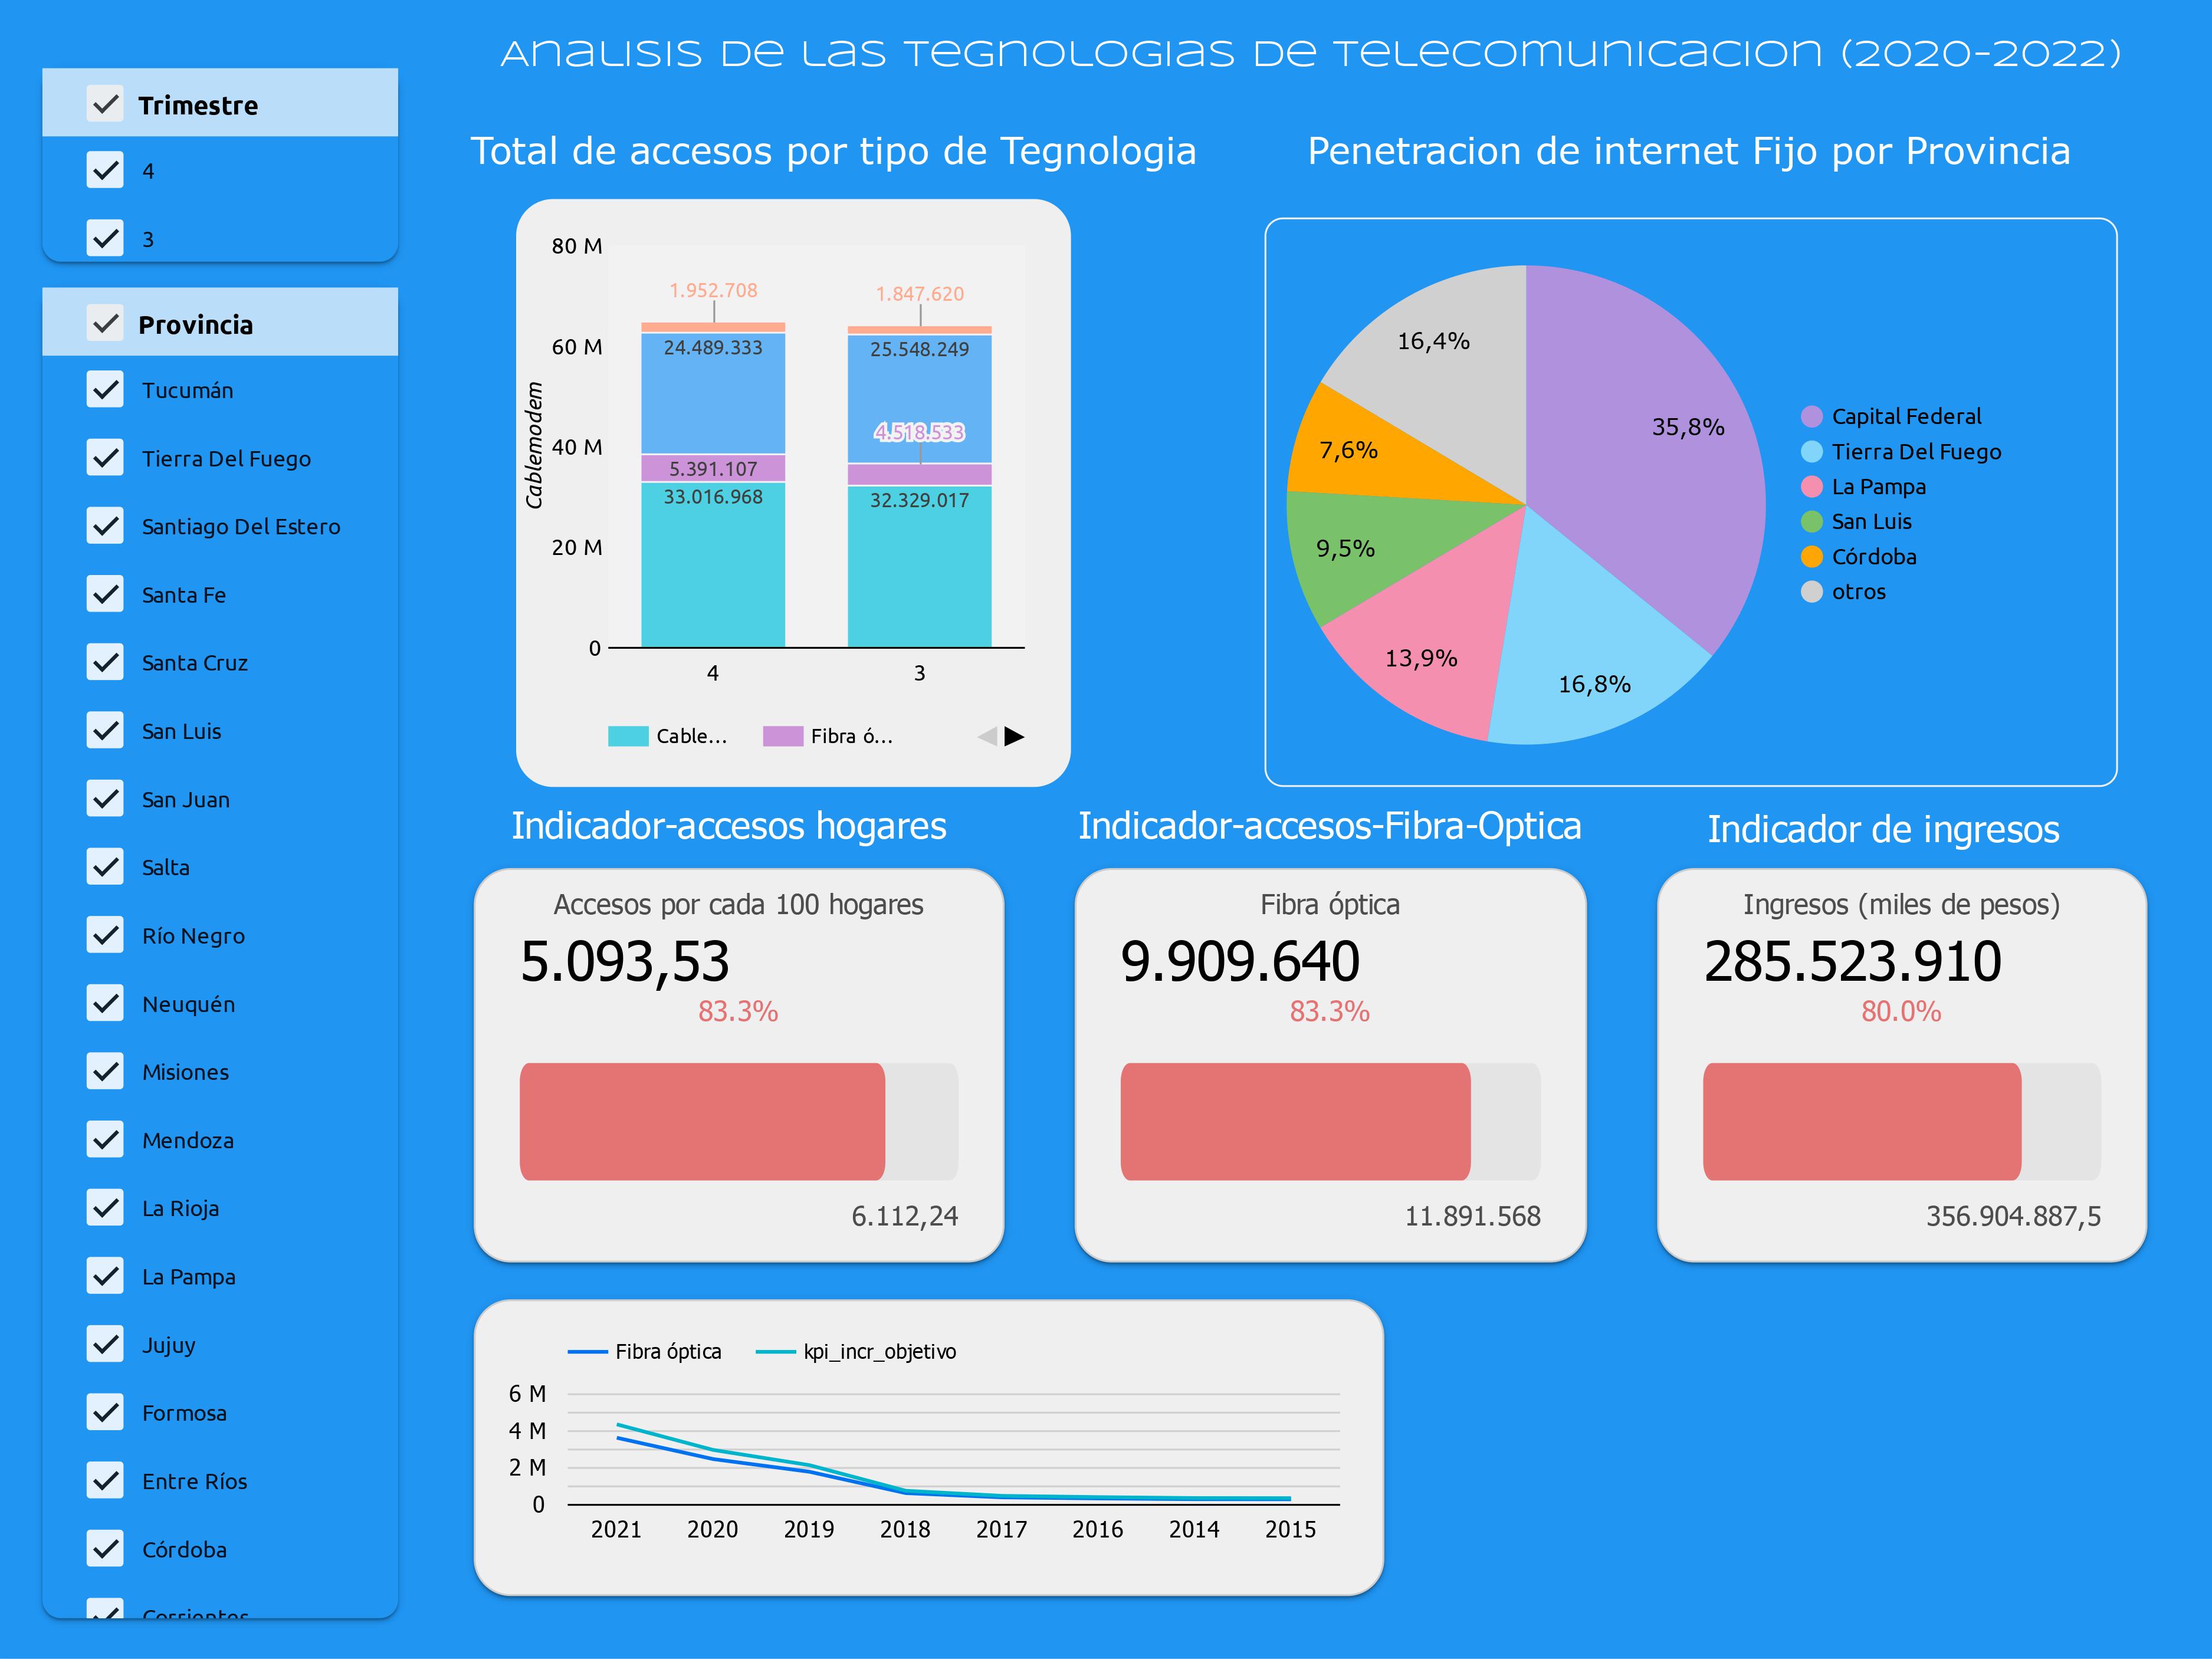 Analisis de las Tegnologias de Telecomunicacion (2020-2022)
Trimestre
4
3
Provincia
Tucumán
Tierra Del Fuego
Santiago Del Estero
Santa Fe
Santa Cruz
San Luis
San Juan
Salta
Río Negro
Neuquén
Misiones
Mendoza
La Rioja
La Pampa
Jujuy
Formosa
Entre Ríos
Córdoba
Corrientes
Total de accesos por tipo de Tegnologia
80 M
60 M
40 M
20 M
0
Cablemodem
1.952.708
24.489.333
5.391.107
33.016.968
1.847.620
25.548.249
4.518.533
32.329.017
4
3
Cable...
Fibra ó...
Penetracion de internet Fijo por Provincia
35,8%
16,8%
13,9%
9,5%
7,6%
16,4%
Capital Federal
Tierra Del Fuego
La Pampa
San Luis
Córdoba
otros
Indicador-accesos hogares
Accesos por cada 100 hogares
5.093,53
83.3%
6.112,24
Indicador-accesos-Fibra-Optica
Fibra óptica
9.909.640
83.3%
11.891.568
Indicador de ingresos
Ingresos (miles de pesos)
285.523.910
80.0%
356.904.887,5
Fibra óptica
kpi_incr_objetivo
6 M
4 M
2 M
0
2021 2020 2019 2018 2017 2016 2014 2015